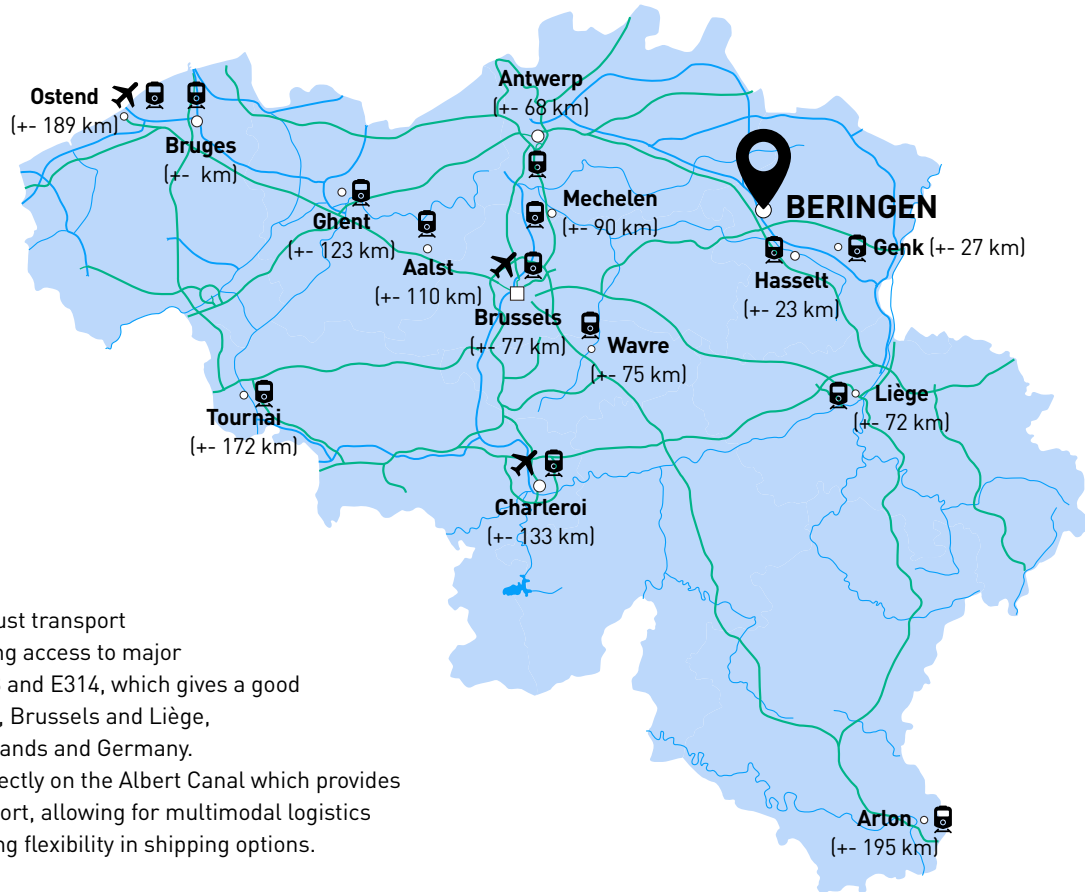 Antwerp
(+- 68 km)
Ostend
(+- 189 km)
Bruges
(+-  km)
Mechelen
(+- 90 km)
BERINGEN
Ghent
(+- 123 km)
Genk (+- 27 km)
Aalst
(+- 110 km)
Hasselt
(+- 23 km)
Brussels
(+- 77 km)
Wavre
(+- 75 km)
Liège
(+- 72 km)
Tournai
(+- 172 km)
Charleroi
(+- 133 km)
ust transport
ng access to major
and E314, which gives a good
, Brussels and Liège,
ands and Germany.
ectly on the Albert Canal which provides
ort, allowing for multimodal logistics
ng flexibility in shipping options.
Arlon
(+- 195 km)